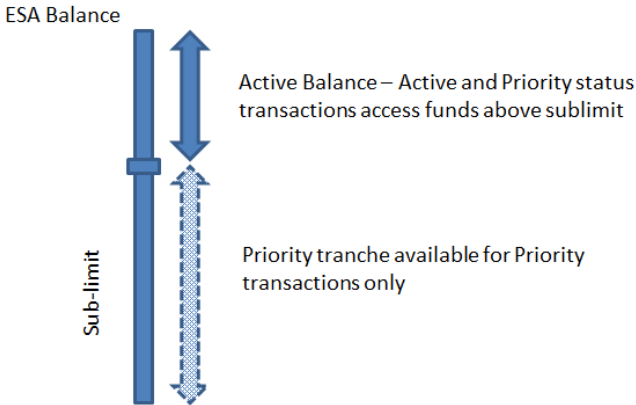 ESA Balance
Active Balance – Active and Priority status
transactions access funds above sublimit
Priority tranche available for Priority
transactions only
Sub-limit